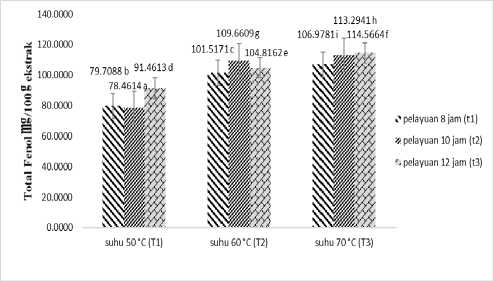 140.0000
120.0000
100.0000
80.0000
60.0000
40.0000
20.0000
0.0000
Total Fenol mg/100 g ekstrak
79.7088 b
78.4614 a
91.4613 d
101.5171 c
109.6609 g
104.8162 e
106.9781 i
113.2941 h
114.5664 f
suhu 50 °C (T1)
suhu 60 °C (T2)
suhu 70 °C (T3)
pelayuan 8 jam (t1)
pelayuan 10 jam (t2)
pelayuan 12 jam (t3)